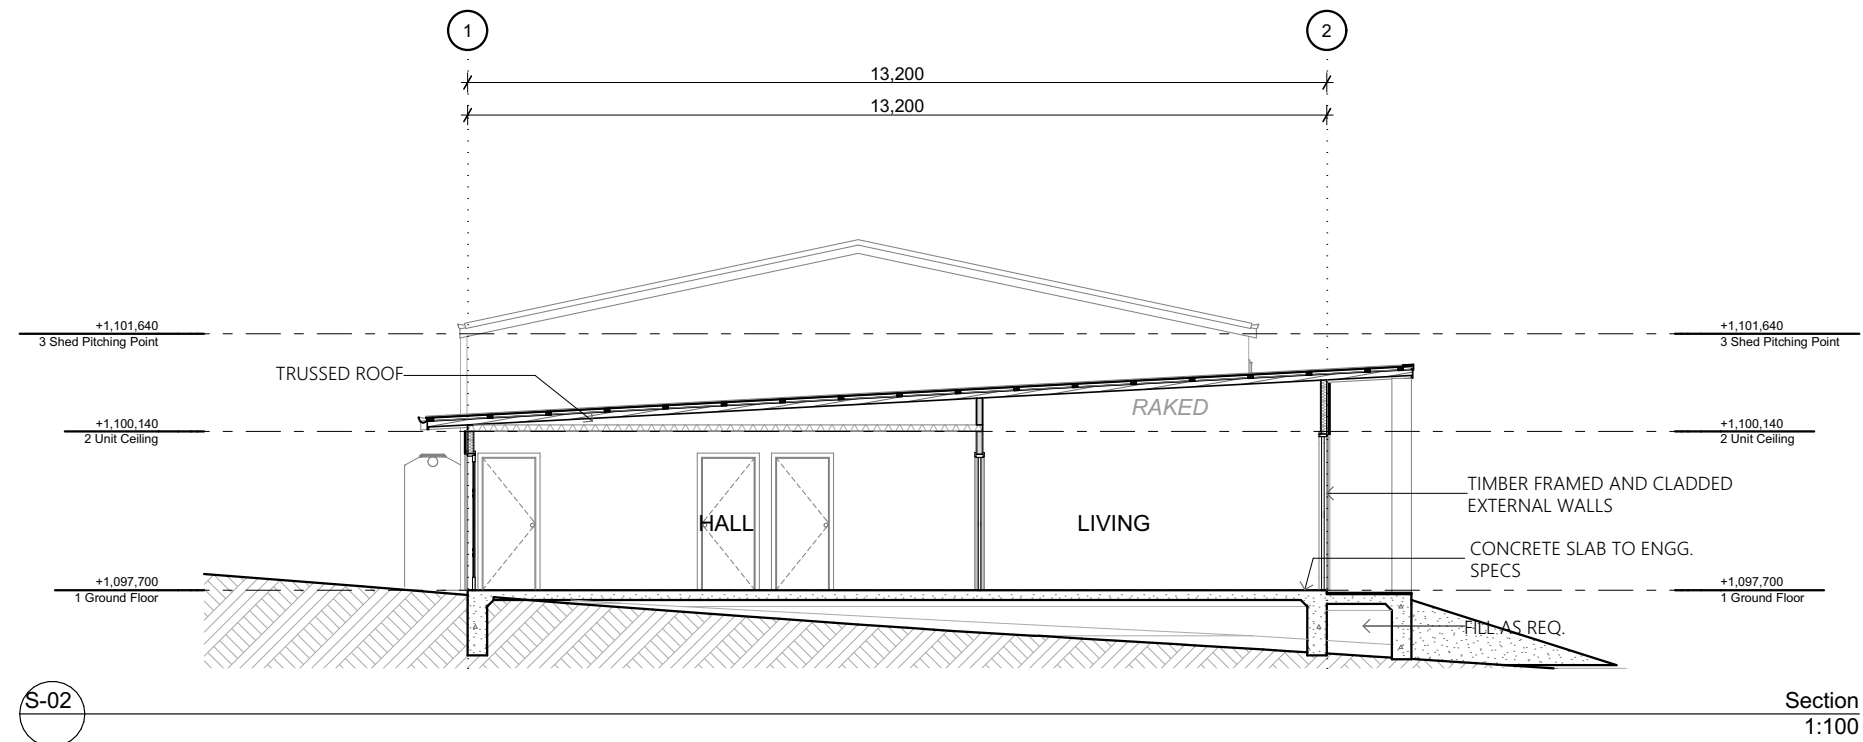 1
2
13,200
13,200
+1,101,640
3 Shed Pitching Point
+1,101,640
3 Shed Pitching Point
TRUSSED ROOF
RAKED
+1,100,140
2 Unit Ceiling
+1,100,140
2 Unit Ceiling
TIMBER FRAMED AND CLADDED
EXTERNAL WALLS
HALL
LIVING
CONCRETE SLAB TO ENGG.
SPECS
+1,097,700
1 Ground Floor
+1,097,700
1 Ground Floor
FILL AS REQ.
S-02
Section
1:100